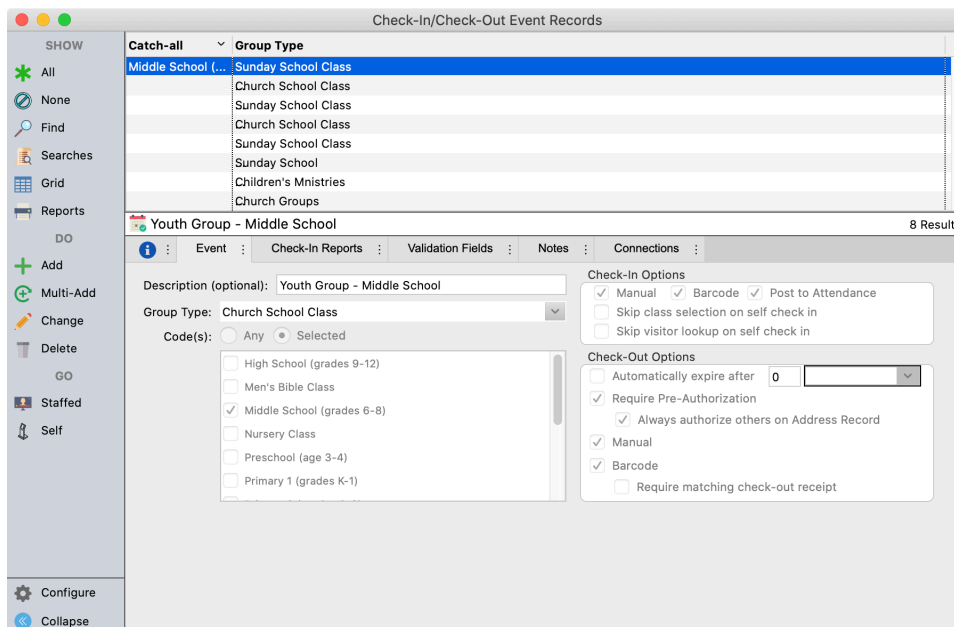 Check-In/Check-Out Event Records
SHOW
All
None
Find
Searches
Grid
Reports
DO
Add
Multi-Add
Change
Delete
GO
Staffed
Self
Configure
Collapse
Catch-all Group Type
Middle School (... Sunday School Class
Church School Class
Sunday School Class
Church School Class
Sunday School Class
Sunday School
Children's Mnistries
Church Groups
Youth Group - Middle School 8 Result
Event Check-In Reports Validation Fields Notes Connections
Description (optional): Youth Group - Middle School
Group Type: Church School Class
Code(s): Any Selected
High School (grades 9-12)
Men's Bible Class
Middle School (grades 6-8)
Nursery Class
Preschool (age 3-4)
Primary 1 (grades K-1)
Check-In Options
Manual Barcode Post to Attendance
Skip class selection on self check in
Skip visitor lookup on self check in
Check-Out Options
Automatically expire after 0
Require Pre-Authorization
Always authorize others on Address Record
Manual
Barcode
Require matching check-out receipt